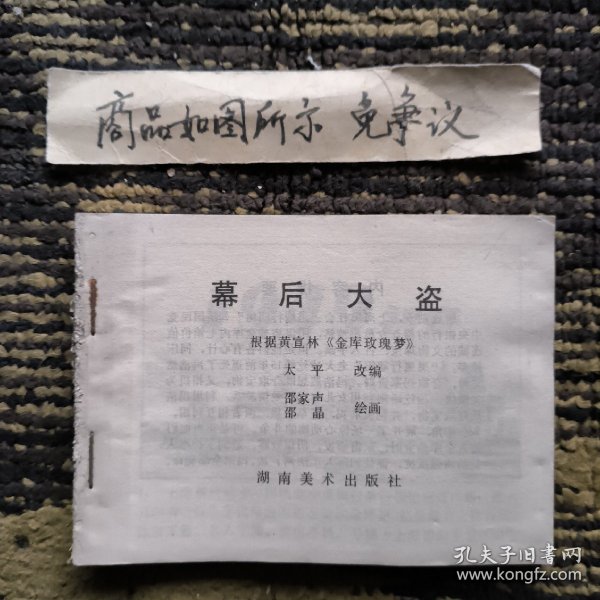 商品如图所示 免争议
幕后大盗
根据黄宣林《金库玫瑰梦》
太平 改编
邵家声
邵晶 绘画
湖南美术出版社
孔夫子旧书网
www.kongfz.com